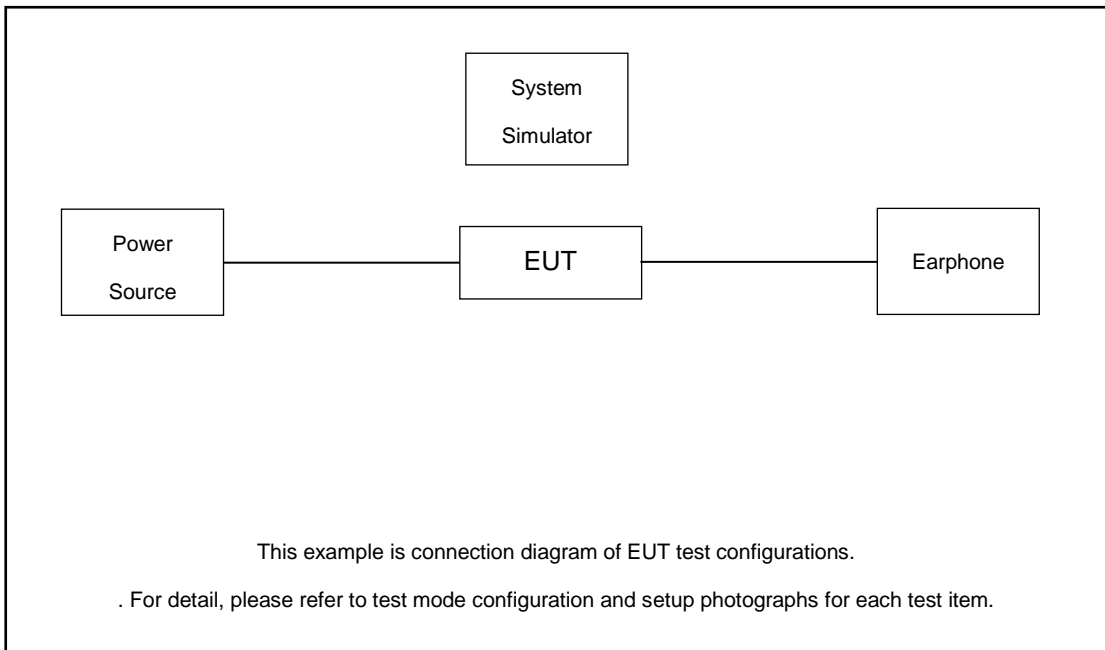 System
Simulator
Power
Source
EUT
Earphone
This example is connection diagram of EUT test configurations.
. For detail, please refer to test mode configuration and setup photographs for each test item.